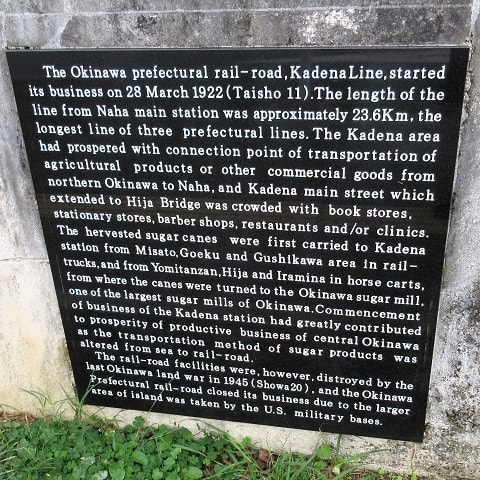 The Okinawa prefectural rail-road, Kadena Line, started
its business on 28 March 1922 (Taisho 11). The length of the
line from Naha main station was approximately 23.6Km, the
longest line of three prefectural lines. The Kadena area
had prospered with connection point of transportation of
agricultural products or other commercial goods from
northern Okinawa to Naha, and Kadena main street which
extended to Hija Bridge was crowded with book stores,
stationary stores, barber shops, restaurants and/or clinics.
The hervested sugar canes were first carried to Kadena
station from Misato, Goeku and Gushikawa area in rail-
trucks, and from Yomitanzan, Hija and Iramina in horse carts,
from where the canes were turned to the Okinawa sugar mill,
one of the largest sugar mills of Okinawa. Commencement
of business of the Kadena station had greatly contributed
to prosperity of productive business of central Okinawa
as the transportation method of sugar products was
altered from sea to rail-road.
The rail-road facilities were, however, distroyed by the
last Okinawa land war in 1945 (Showa20), and the Okinawa
Prefectural rail-road closed its business due to the larger
area of island was taken by the U.S. military bases.